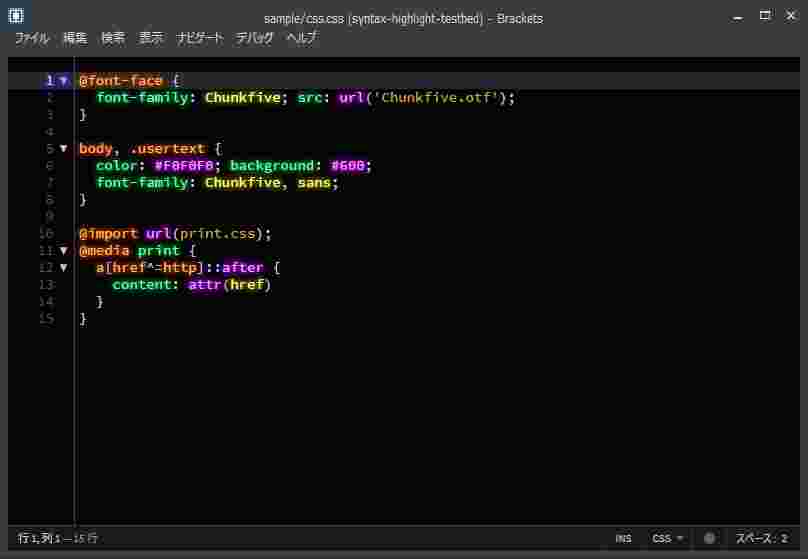 sample/css.css (syntax-highlight-testbed) - Brackets
ファイル 編集 検索 表示 ナビゲート デバッグ ヘルプ
1 ▼ @font-face {
2 font-family: Chunkfive; src: url('Chunkfive.otf');
3 }
4
5 ▼ body, .usertext {
6 color: #F0F0F0; background: #600;
7 font-family: Chunkfive, sans;
8 }
9
10 @import url(print.css);
11 ▼ @media print {
12 ▼ a[href^=http]::after {
13 content: attr(href)
14 }
15 }
行 1, 列 1 — 15 行 INS CSS スペース: 2